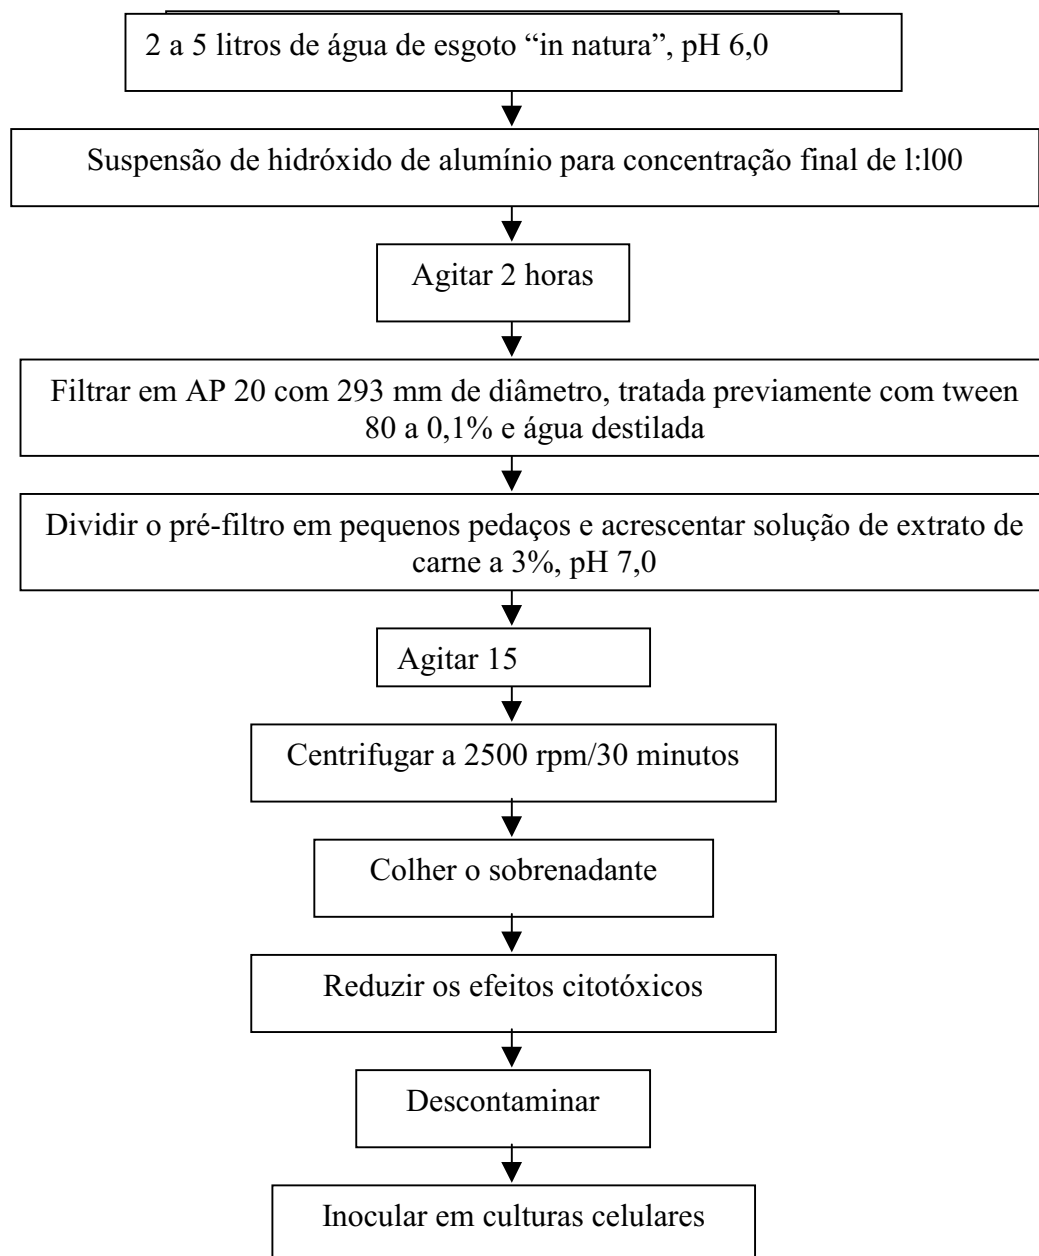 2 a 5 litros de água de esgoto “in natura”, pH 6,0
Suspensão de hidróxido de alumínio para concentração final de l:l00
Agitar 2 horas
Filtrar em AP 20 com 293 mm de diâmetro, tratada previamente com tween
80 a 0,1% e água destilada
Dividir o pré-filtro em pequenos pedaços e acrescentar solução de extrato de
carne a 3%, pH 7,0
Agitar 15
Centrifugar a 2500 rpm/30 minutos
Colher o sobrenadante
Reduzir os efeitos citotóxicos
Descontaminar
Inocular em culturas celulares